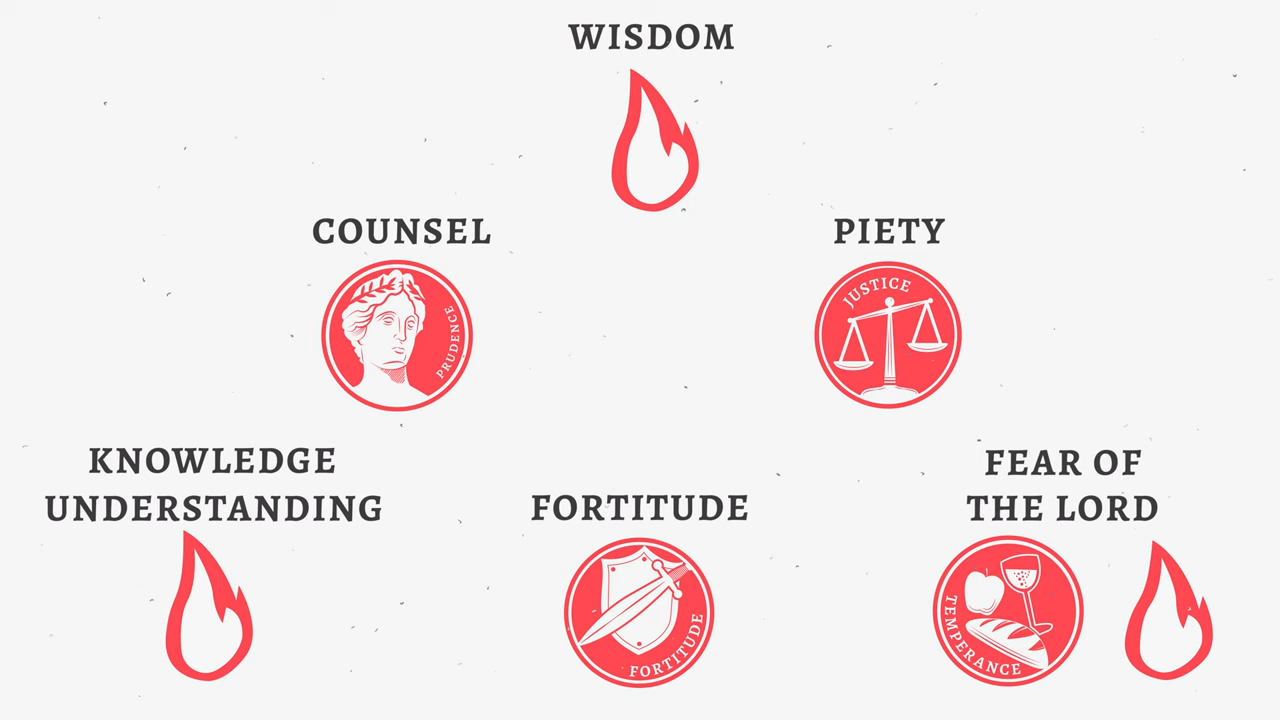 WISDOM
COUNSEL
PRUDENCE
PIETY
JUSTICE
KNOWLEDGE
UNDERSTANDING
FORTITUDE
FORTITUDE
FEAR OF
THE LORD
TEMPERANCE